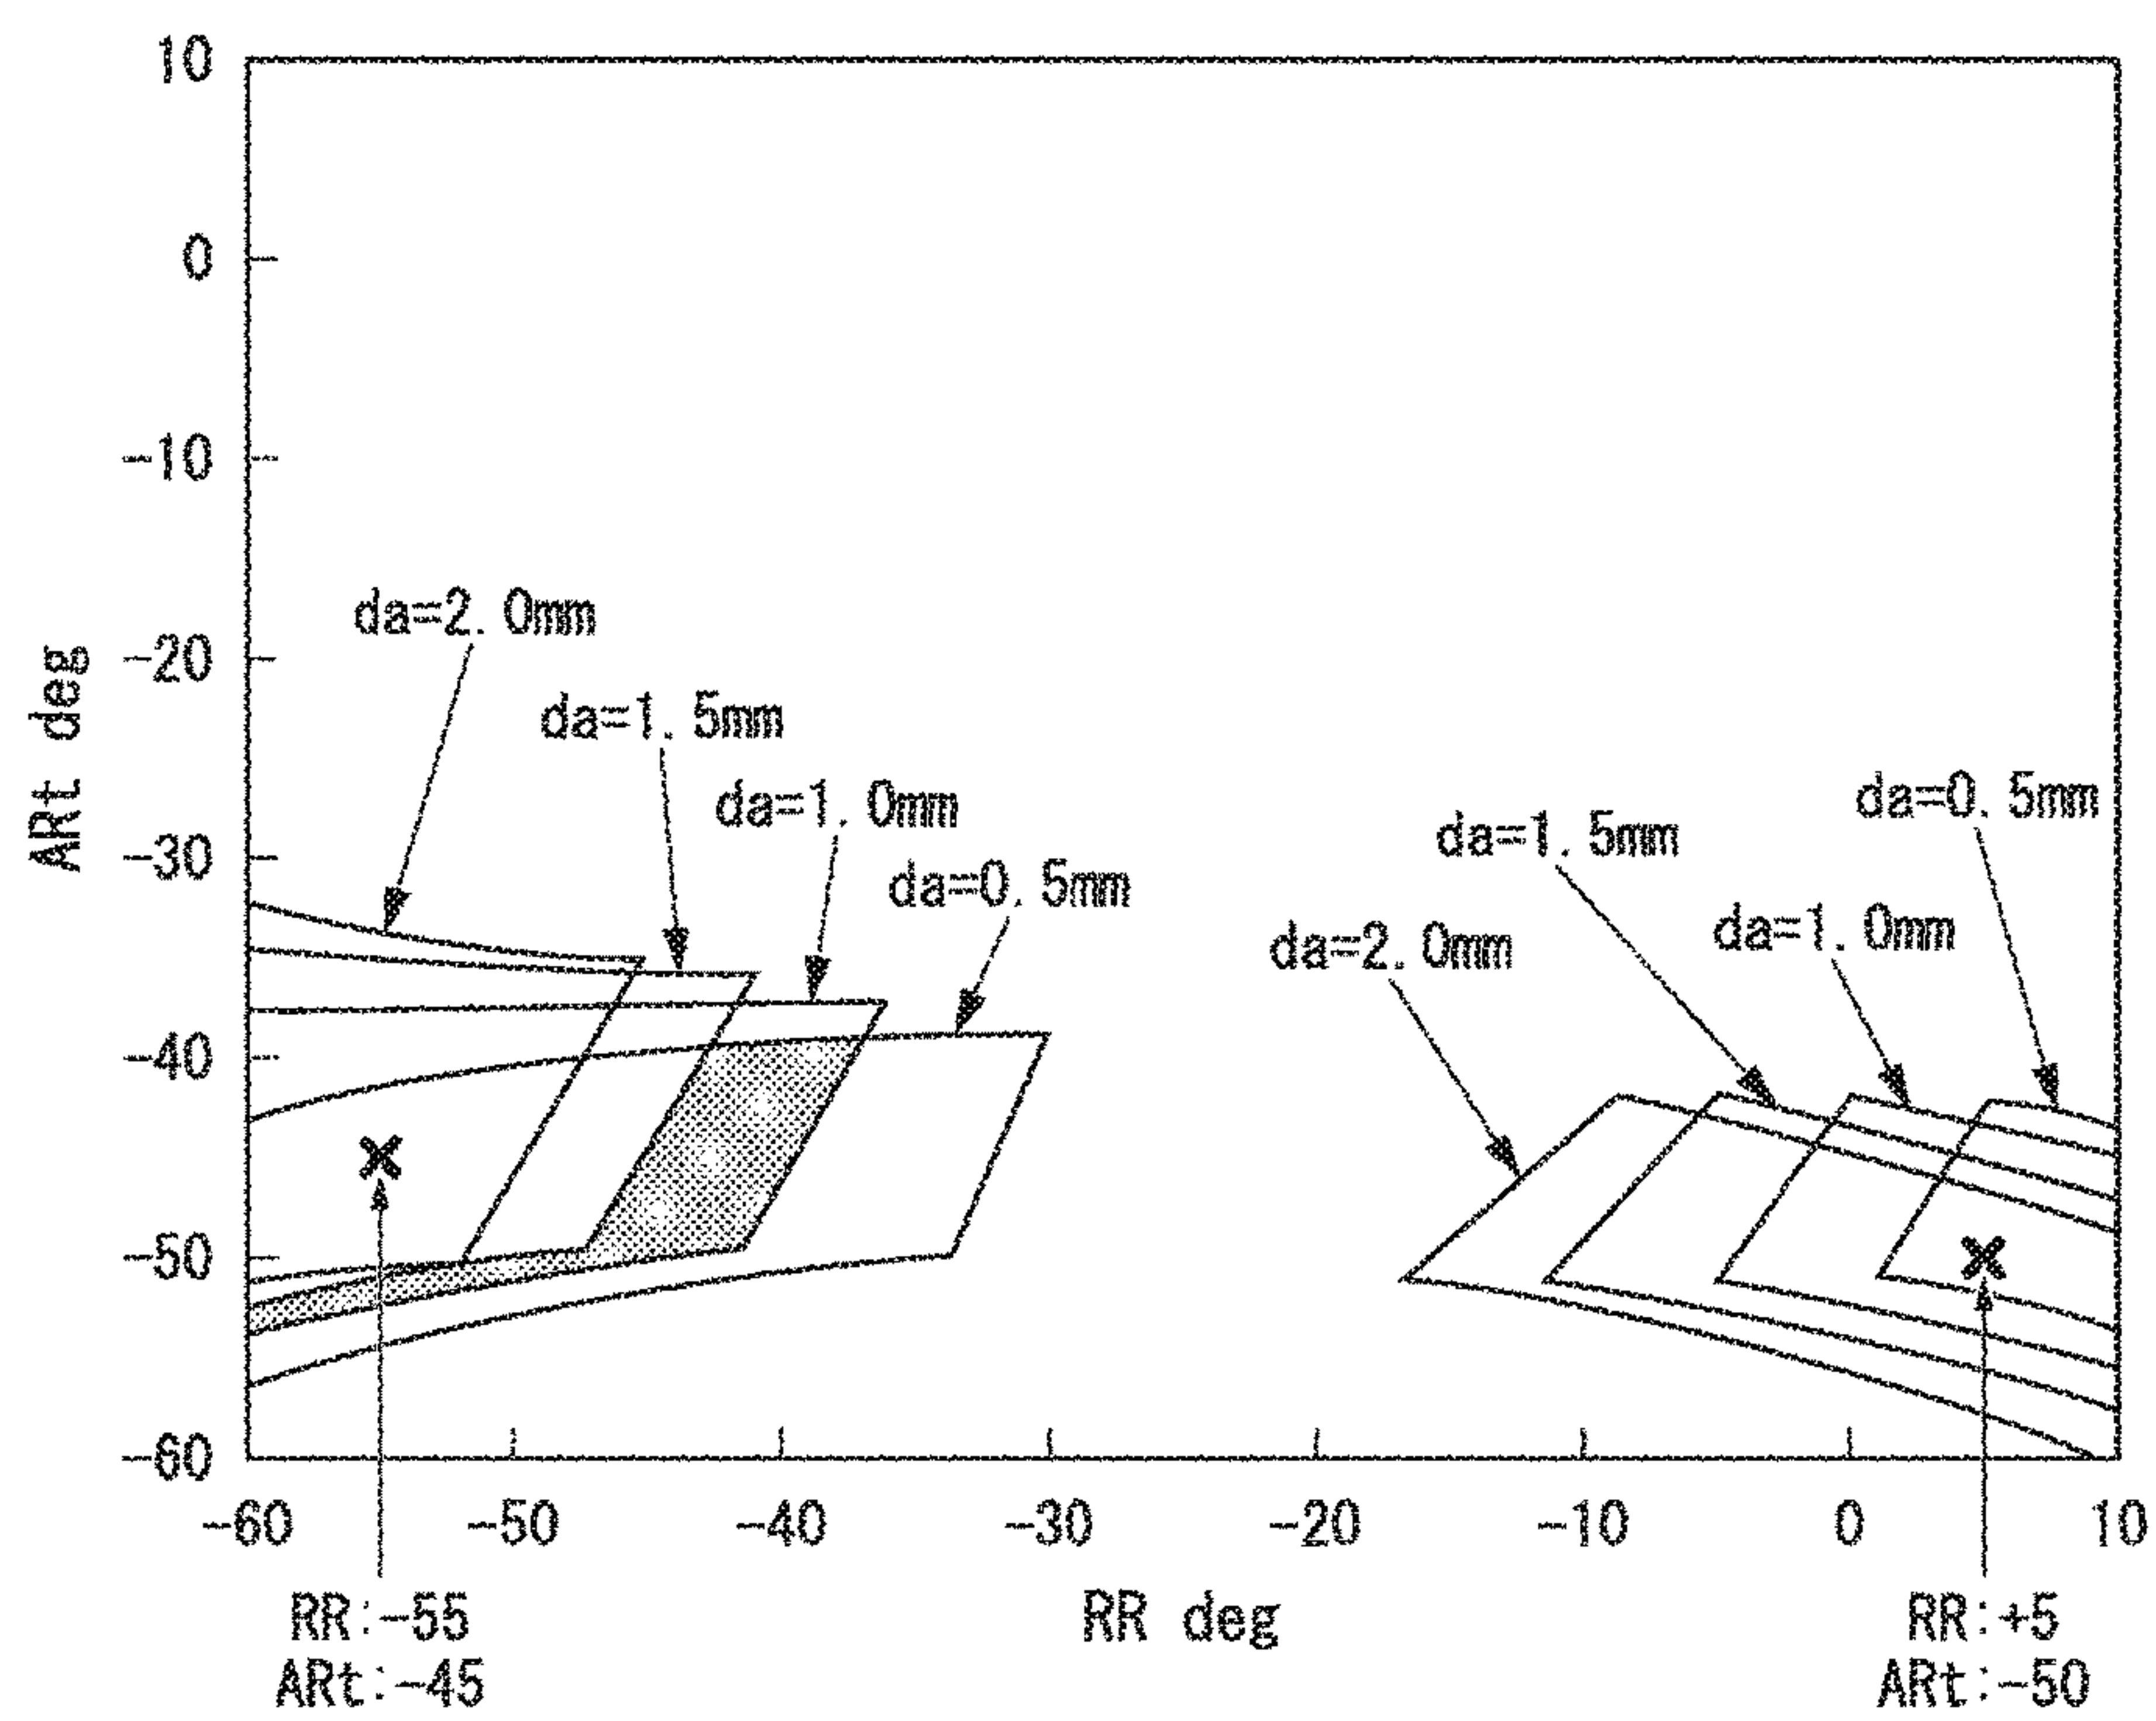 10
0
-10
-20
-30
-40
-50
-60
ARt deg
da=2.0mm
da=1.5mm
da=1.0mm
da=0.5mm
da=0.5mm
da=1.5mm
da=1.0mm
da=2.0mm
-60 -50 -40 -30 -20 -10 0 10
RR deg
RR:-55
ARt:-45
RR:+5
ARt:-50